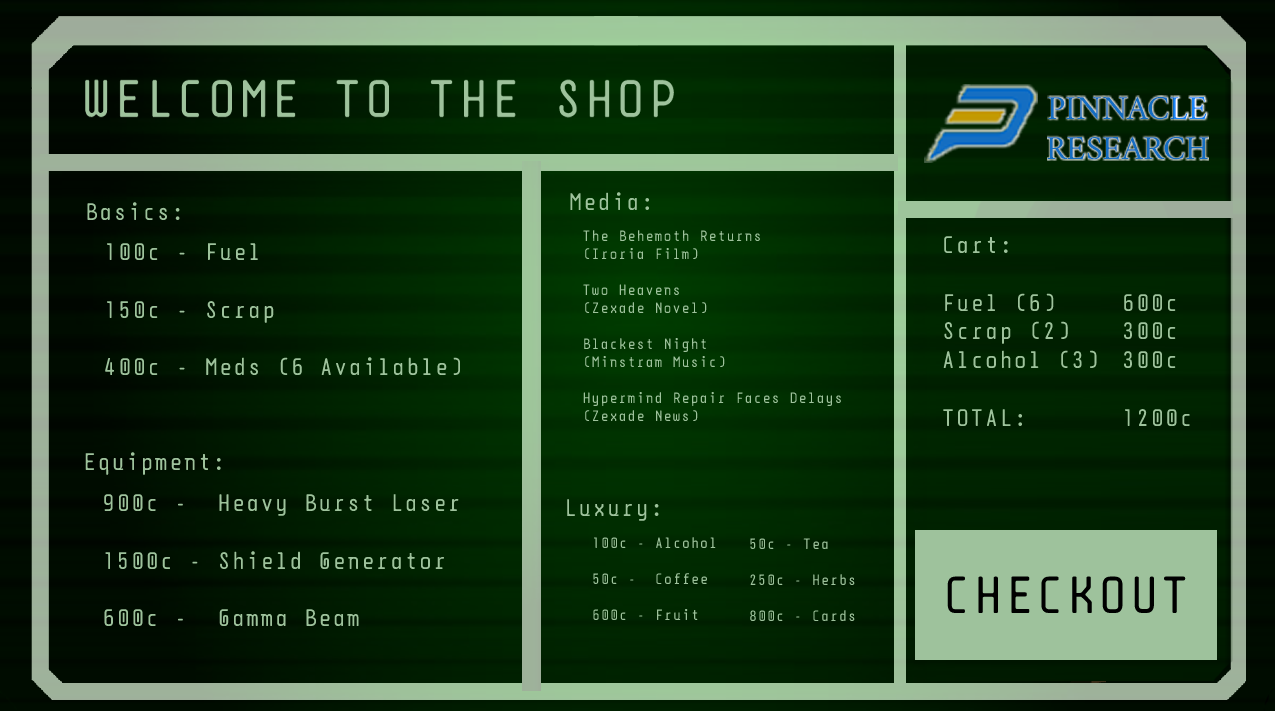 WELCOME TO THE SHOP
PINNACLE
RESEARCH
Basics:
100c - Fuel
150c - Scrap
400c - Meds (6 Available)
Equipment:
900c - Heavy Burst Laser
1500c - Shield Generator
600c - Gamma Beam
Media:
The Behemoth Returns
(Iroria Film)
Two Heavens
(Zexade Novel)
Blackest Night
(Minstram Music)
Hypermind Repair Faces Delays
(Zexade News)
Luxury:
100c - Alcohol 50c - Tea
50c - Coffee 250c - Herbs
600c - Fruit 800c - Cards
Cart:
Fuel (6) 600c
Scrap (2) 300c
Alcohol (3) 300c
TOTAL: 1200c
CHECKOUT